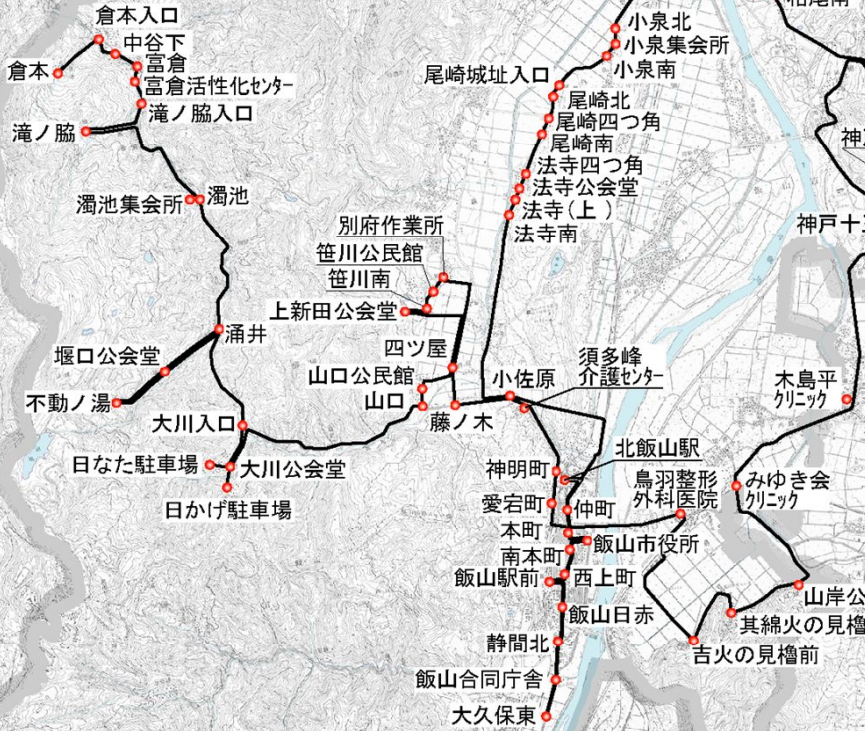 倉本入口
中谷下
倉本
富倉
富倉活性化センター
滝ノ脇入口
滝ノ脇
濁池集会所
濁池
小泉北
小泉集会所
小泉南
尾崎城址入口
尾崎北
尾崎四つ角
尾崎南
法寺四つ角
法寺公会堂
法寺(上)
法寺南
神戸十
別府作業所
笹川公民館
笹川南
上新田公会堂
涌井
堰口公会堂
不動ノ湯
四ツ屋
山口公民館
山口
藤ノ木
小佐原
須多峰
介護センター
木島平
クリニック
大川入口
日なた駐車場
大川公会堂
日かげ駐車場
神明町
北飯山駅
鳥羽整形
外科医院
みゆき会
クリニック
愛宕町
仲町
本町
飯山市役所
南本町
飯山駅前
西上町
飯山日赤
山岸公
其綿火の見櫓
吉火の見櫓前
静間北
飯山合同庁舎
大久保東